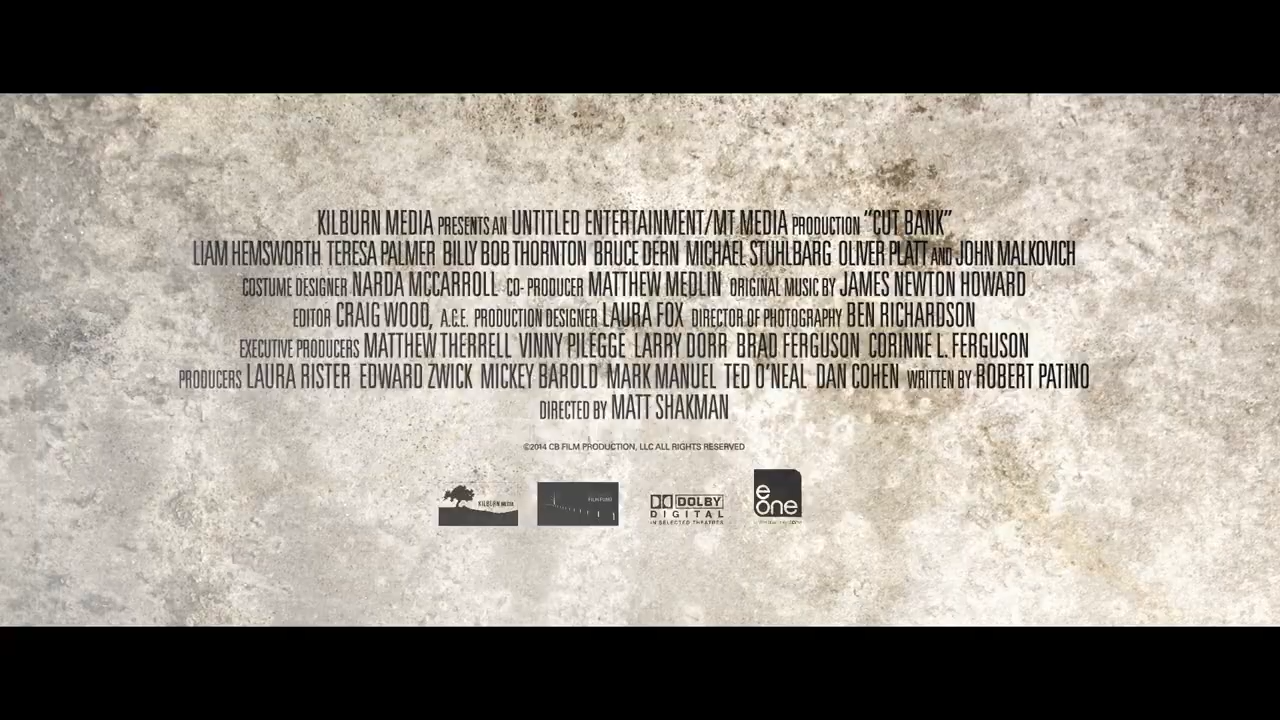 KILBURN MEDIA PRESENTS AN UNTITLED ENTERTAINMENT/MT MEDIA PRODUCTION "CUT BANK"
LIAM HEMSWORTH TERESA PALMER BILLY BOB THORNTON BRUCE DERN MICHAEL STUHLBARG OLIVER PLATT AND JOHN MALKOVICH
COSTUME DESIGNER NARDA MCCARROLL CO- PRODUCER MATTHEW MEDLIN ORIGINAL MUSIC BY JAMES NEWTON HOWARD
EDITOR CRAIG WOOD, A.C.E. PRODUCTION DESIGNER LAURA FOX DIRECTOR OF PHOTOGRAPHY BEN RICHARDSON
EXECUTIVE PRODUCERS MATTHEW THERRELL VINNY PILEGGE LARRY DORR BRAD FERGUSON CORINNE L. FERGUSON
PRODUCERS LAURA RISTER EDWARD ZWICK MICKEY BAROLD MARK MANUEL TED O'NEAL DAN COHEN WRITTEN BY ROBERT PATINO
DIRECTED BY MATT SHAKMAN
©2014 CB FILM PRODUCTION, LLC ALL RIGHTS RESERVED
KILBURN MEDIA
FILM FUND
DOLBY
DIGITAL
IN SELECTED THEATRES
e
one